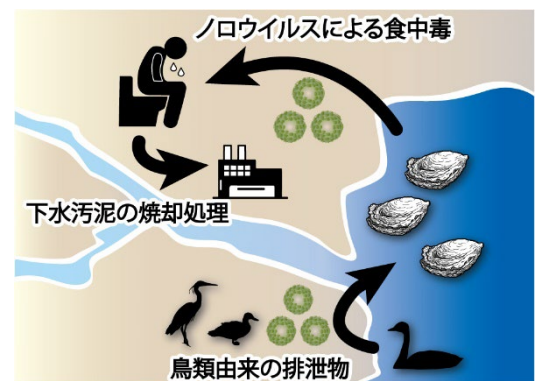 ノロウイルスによる食中毒
下水汚泥の焼却処理
鳥類由来の排泄物